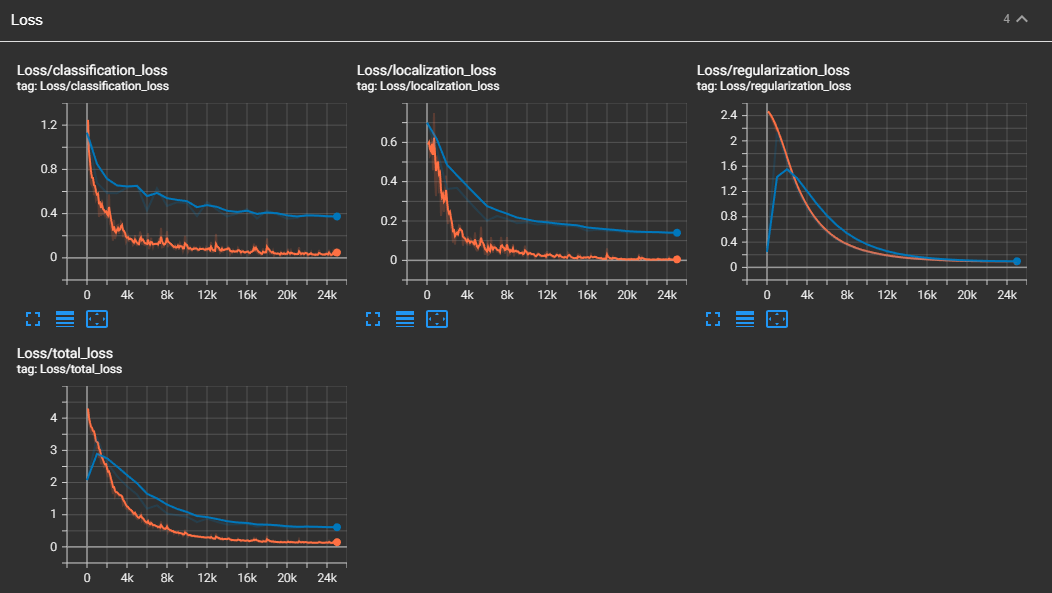 Loss
4
Loss/classification_loss
tag: Loss/classification_loss
1.2
0.8
0.4
0
0 4k 8k 12k 16k 20k 24k
Loss/localization_loss
tag: Loss/localization_loss
0.6
0.4
0.2
0
0 4k 8k 12k 16k 20k 24k
Loss/regularization_loss
tag: Loss/regularization_loss
2.4
2
1.6
1.2
0.8
0.4
0
0 4k 8k 12k 16k 20k 24k
Loss/total_loss
tag: Loss/total_loss
4
3
2
1
0
0 4k 8k 12k 16k 20k 24k